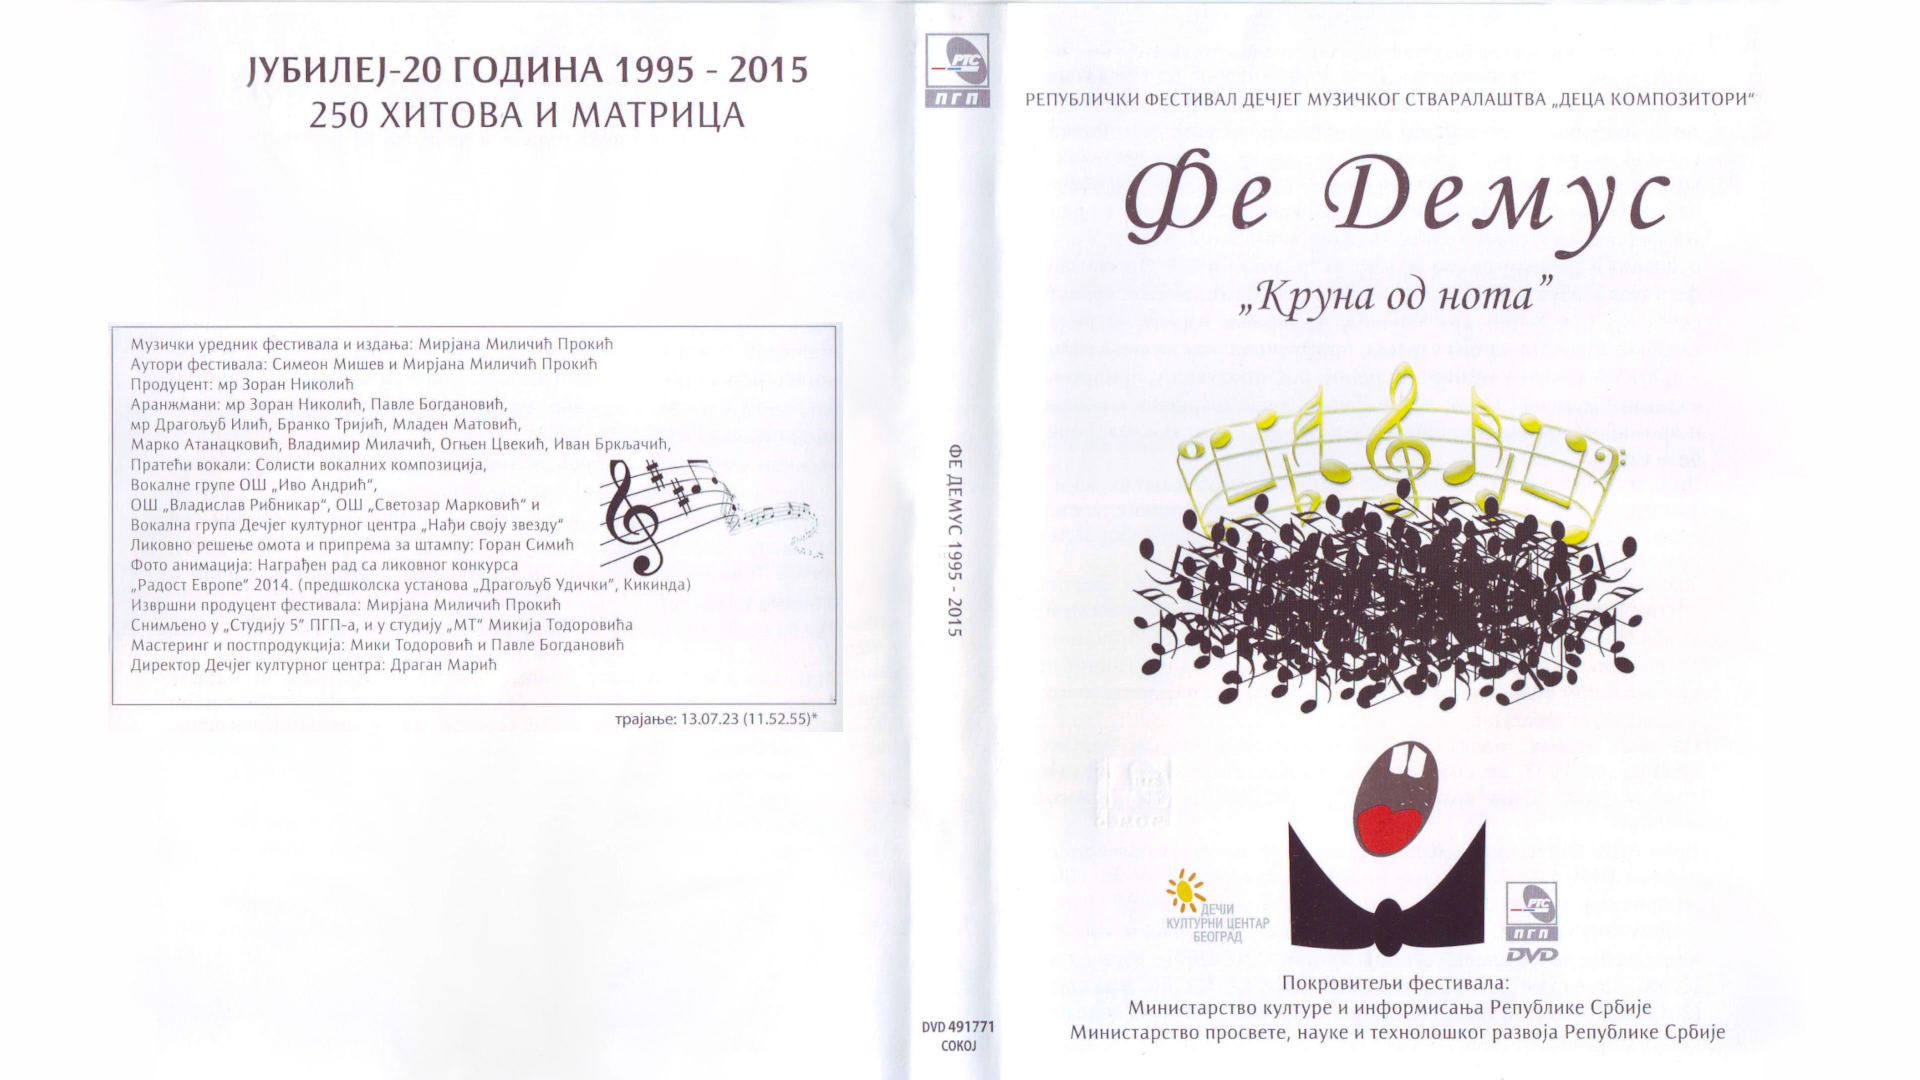 ЈУБИЛЕЈ-20 ГОДИНА 1995 - 2015
250 ХИТОВА И МАТРИЦА
Музички уредник фестивала и издања: Мирјана Миличић Прокић
Аутори фестивала: Симеон Мишев и Мирјана Миличић Прокић
Продуцент: мр Зоран Николић
Аранжмани: мр Зоран Николић, Павле Богдановић,
мр Драгољуб Илић, Бранко Тријић, Младен Матовић,
Марко Атанацковић, Владимир Милачић, Огњен Цвекић, Иван Бркљачић,
Пратећи вокали: Солисти вокалних композиција,
Вокалне групе ОШ „Иво Андрић“,
ОШ „Владислав Рибникар“, ОШ „Светозар Марковић“ и
Вокална група Дечјег културног центра „Нађи своју звезду“
Ликовно решење омота и припрема за штампу: Горан Симић
Фото анимација: Награђен рад са ликовног конкурса
„Радост Европе” 2014. (предшколска установа „Драгољуб Удички”, Кикинда)
Извршни продуцент фестивала: Мирјана Миличић Прокић
Снимљено у „Студију 5” ПГП-а, и у студију „МТ“ Микија Тодоровића
Мастеринг и постпродукција: Мики Тодоровић и Павле Богдановић
Директор Дечјег културног центра: Драган Марић
трајање: 13.07.23 (11.52.55)*
РТС
ПГП
ФЕ ДЕМУС 1995 - 2015
DVD 491771
СОКОЈ
РЕПУБЛИЧКИ ФЕСТИВАЛ ДЕЧЈЕГ МУЗИЧКОГ СТВАРАЛАШТВА „ДЕЦА КОМПОЗИТОРИ“
Фе Демус
„Круна од нота”
ДЕЧЈИ
КУЛТУРНИ ЦЕНТАР
БЕОГРАД
РТС
ПГП
DVD
Покровитељи фестивала:
Министарство културе и информисања Републике Србије
Министарство просвете, науке и технолошког развоја Републике Србије